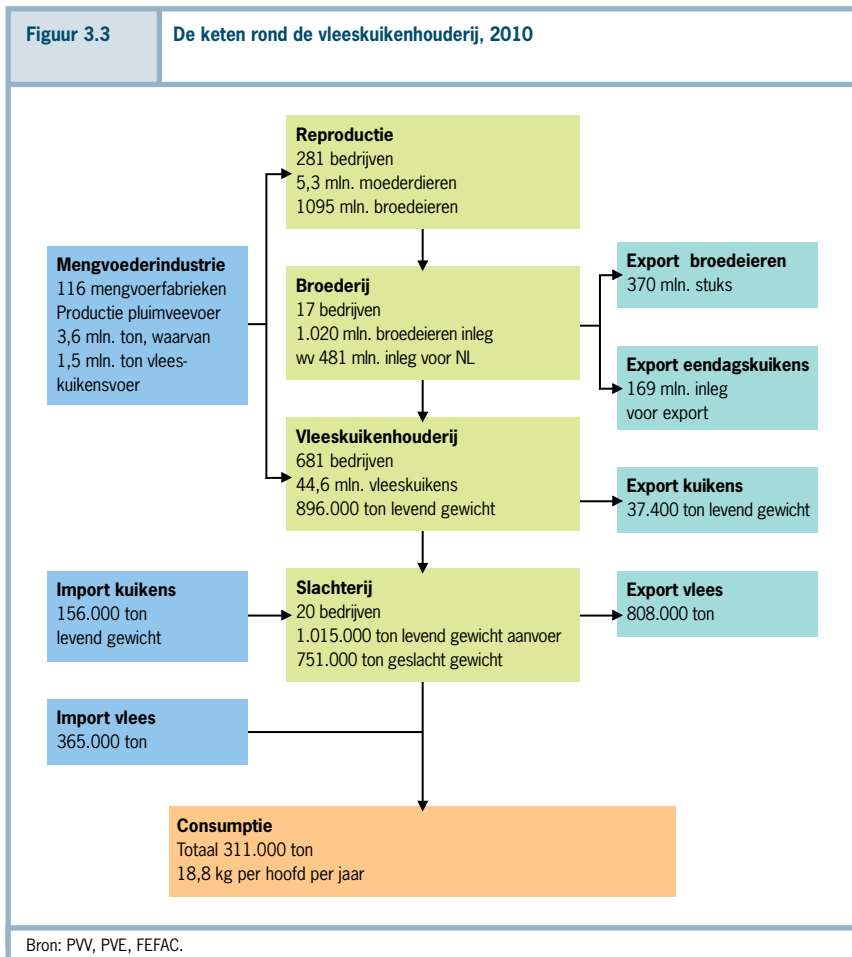 Figuur 3.3
De keten rond de vleeskuikenhouderij, 2010
Reproductie
281 bedrijven
5,3 mln. moederdieren
1095 mln. broedeieren
Mengvoederindustrie
116 mengvoerfabrieken
Productie pluimveevoer
3,6 mln. ton, waarvan
1,5 mln. ton vlees-
kuikensvoer
Broederij
17 bedrijven
1.020 mln. broedeieren inleg
wv 481 mln. inleg voor NL
Export broedeieren
370 mln. stuks
Export eendagskuikens
169 mln. inleg
voor export
Vleeskuikenhouderij
681 bedrijven
44,6 mln. vleeskuikens
896.000 ton levend gewicht
Export kuikens
37.400 ton levend gewicht
Import kuikens
156.000 ton
levend gewicht
Slachterij
20 bedrijven
1.015.000 ton levend gewicht aanvoer
751.000 ton geslacht gewicht
Export vlees
808.000 ton
Import vlees
365.000 ton
Consumptie
Totaal 311.000 ton
18,8 kg per hoofd per jaar
Bron: PVV, PVE, FEFAC.